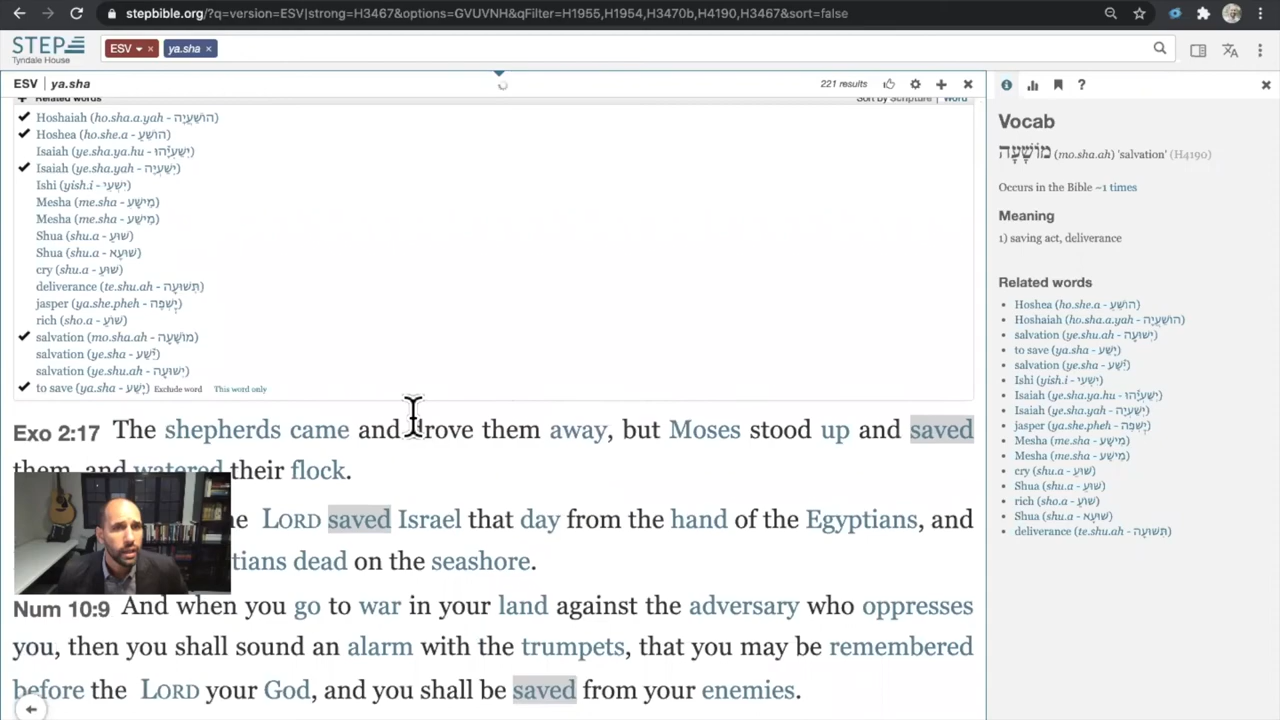 stepbible.org/?q=version=ESV|strong=H3467&options=GVUVNH&qFilter=H1955,H1954,H3470b,H4190,H3467&sort=false
STEP
Tyndale House
ESV × ya.sha ×
ESV | ya.sha
221 results
Related words
Sort by Scripture | Word
Hoshaiah (ho.sha.a.yah - הוֹשַׁעְיָה)
Hoshea (ho.she.a - הוֹשֵׁעַ)
Isaiah (ye.sha.ya.hu - יְשַׁעְיָ֫הוּ)
Isaiah (ye.sha.yah - יְשַׁעְיָה)
Ishi (yish.i - יִשְׁעִי)
Mesha (me.sha - מֵישָׁע)
Mesha (me.sha - מֵישַׁע)
Shua (shu.a - שׁוּעַ)
Shua (shu.a - שׁוּעָא)
cry (shu.a - שׁוּעַ)
deliverance (te.shu.ah - תְּשׁוּעָה)
jasper (ya.she.pheh - יָשְׁפֵה)
rich (sho.a - שׁוֹעַ)
salvation (mo.sha.ah - מוֹשָׁעָה)
salvation (ye.sha - יֵ֫שַׁע)
salvation (ye.shu.ah - יְשׁוּעָה)
to save (ya.sha - יָשַׁע) Exclude word This word only
Exo 2:17 The shepherds came and drove them away, but Moses stood up and saved
them, and watered their flock.
LORD saved Israel that day from the hand of the Egyptians, and
dead on the seashore.
Num 10:9 And when you go to war in your land against the adversary who oppresses
you, then you shall sound an alarm with the trumpets, that you may be remembered
before the LORD your God, and you shall be saved from your enemies.
Vocab
מוֹשָׁעָה (mo.sha.ah) 'salvation' (H4190)
Occurs in the Bible ~1 times
Meaning
1) saving act, deliverance
Related words
Hoshea (ho.she.a - הוֹשֵׁעַ)
Hoshaiah (ho.sha.a.yah - הוֹשַׁעְיָה)
salvation (ye.shu.ah - יְשׁוּעָה)
to save (ya.sha - יָשַׁע)
salvation (ye.sha - יֵ֫שַׁע)
Ishi (yish.i - יִשְׁעִי)
Isaiah (ye.sha.ya.hu - יְשַׁעְיָ֫הוּ)
Isaiah (ye.sha.yah - יְשַׁעְיָה)
jasper (ya.she.pheh - יָשְׁפֵה)
Mesha (me.sha - מֵישָׁע)
Mesha (me.sha - מֵישַׁע)
cry (shu.a - שׁוּעַ)
Shua (shu.a - שׁוּעַ)
rich (sho.a - שׁוֹעַ)
Shua (shu.a - שׁוּעָא)
deliverance (te.shu.ah - תְּשׁוּעָה)